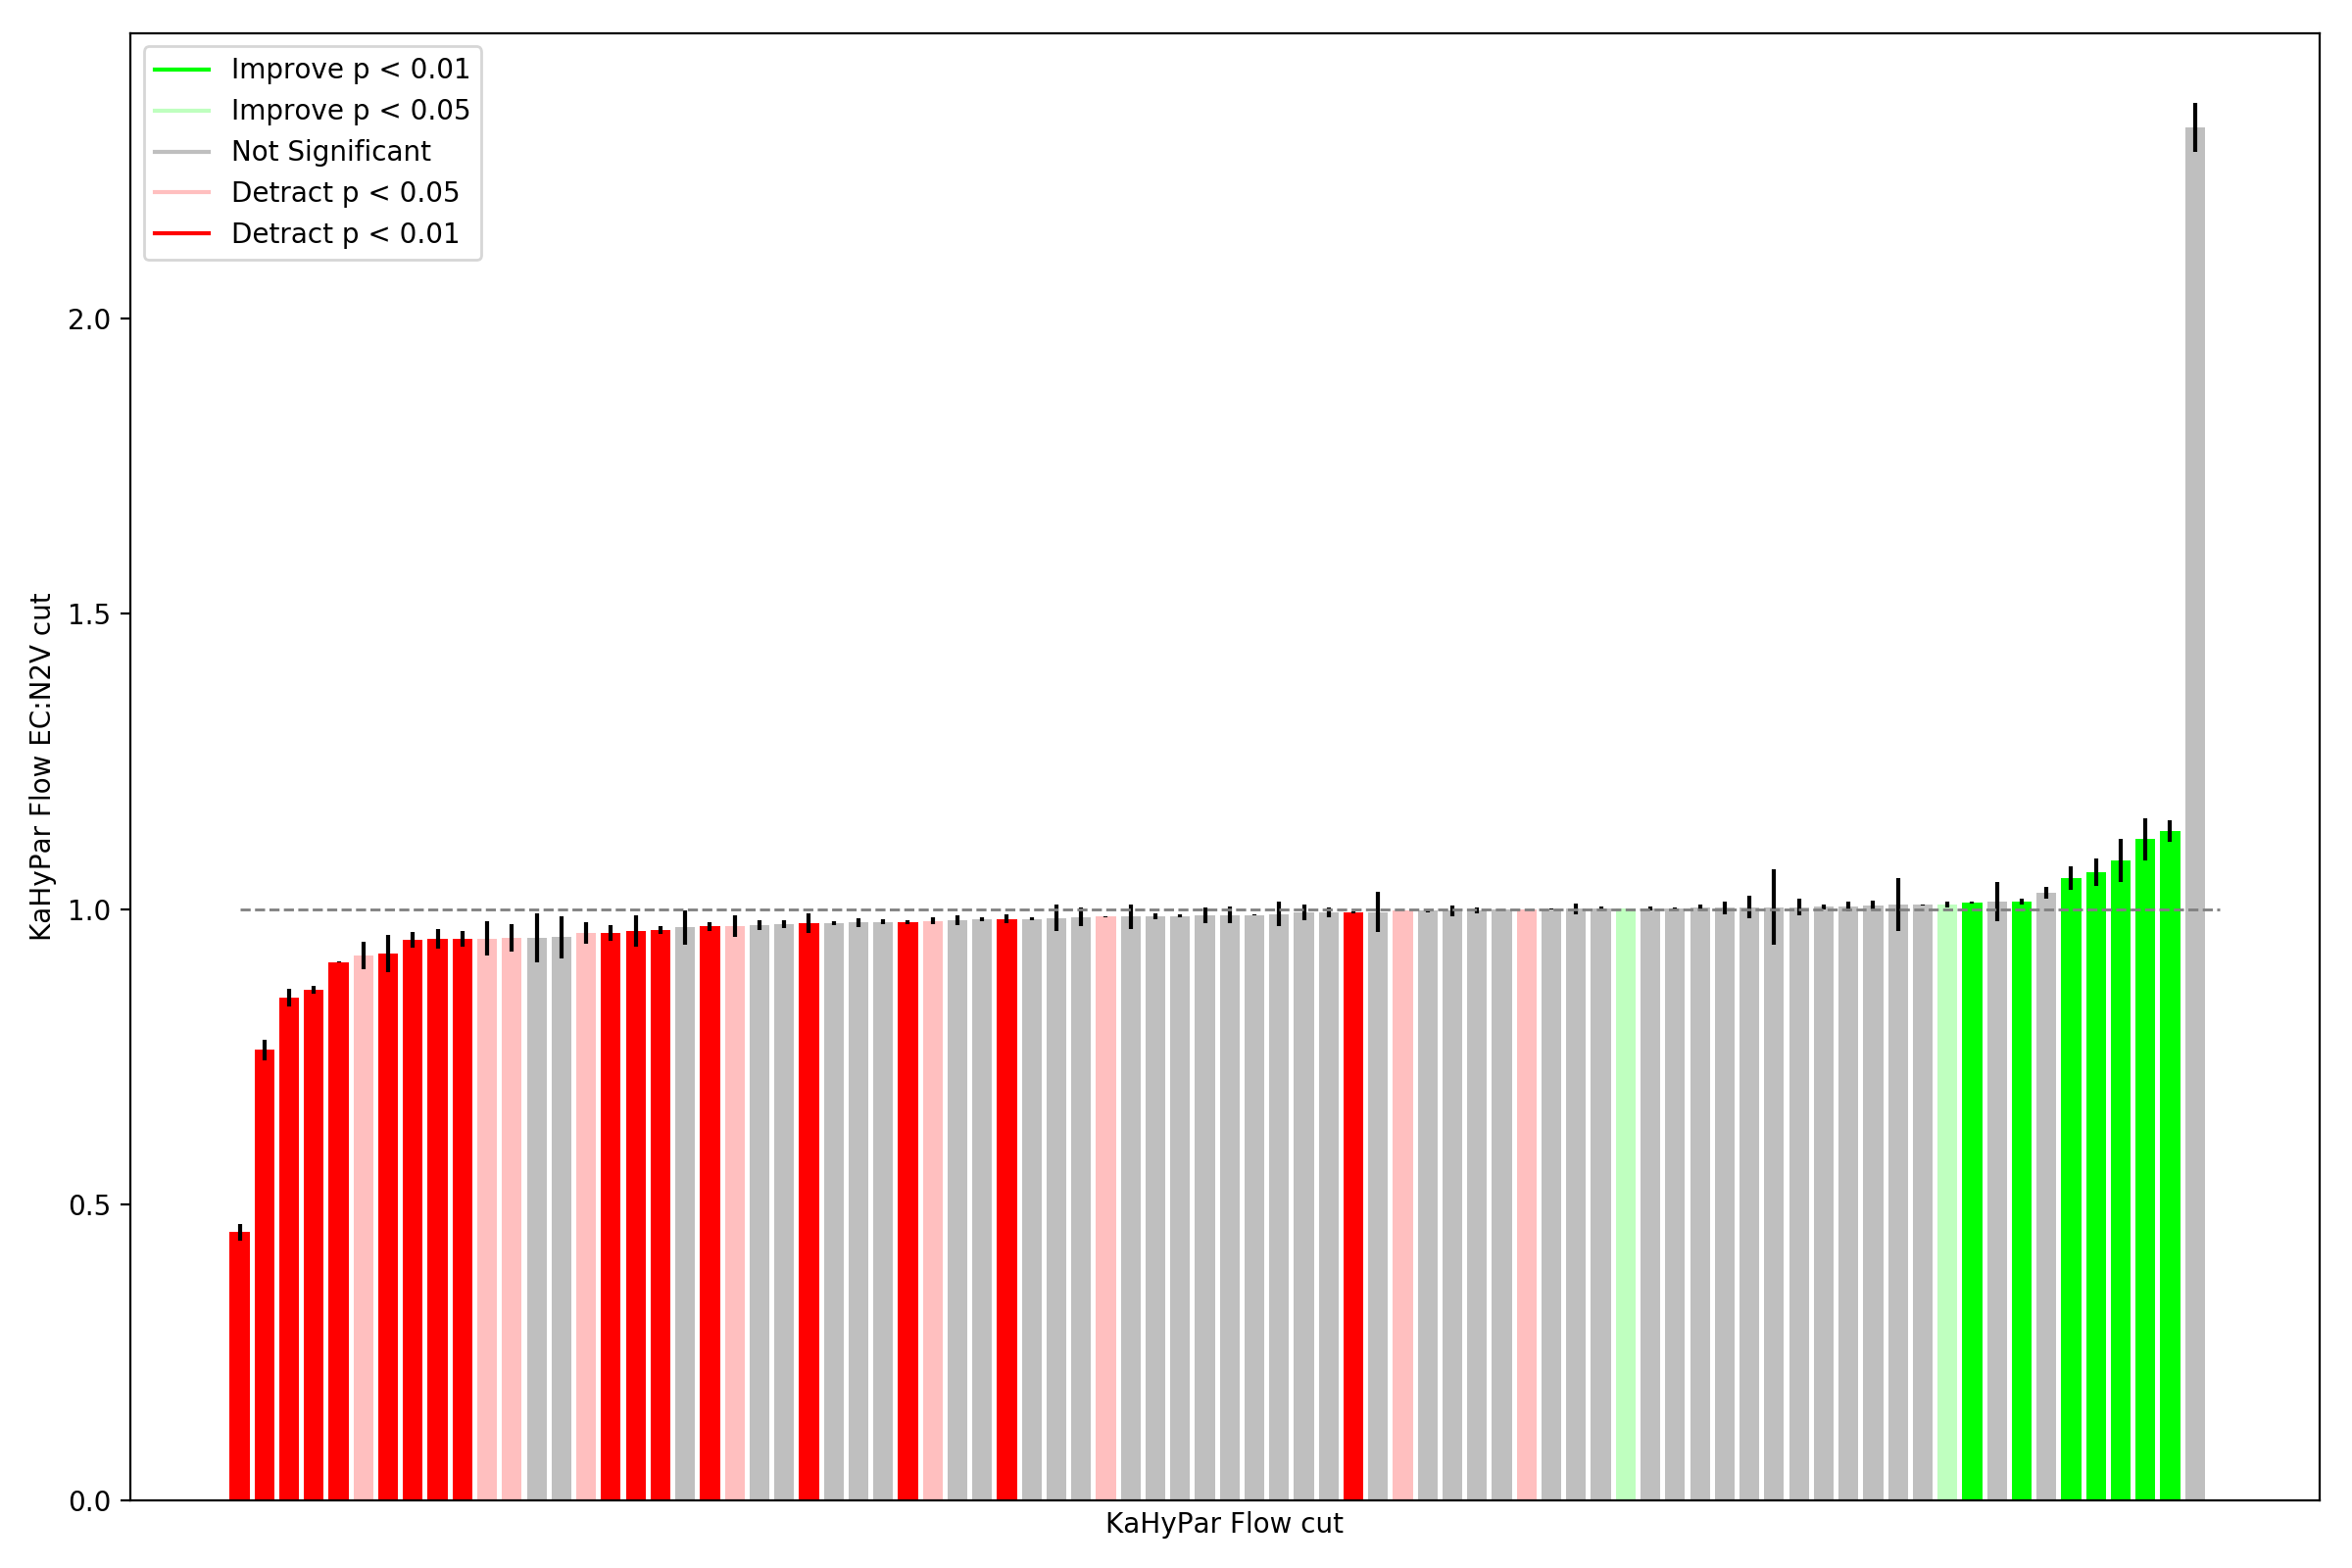 Improve p < 0.01
Improve p < 0.05
Not Significant
Detract p < 0.05
Detract p < 0.01
2.0
1.5
1.0
0.5
0.0
KaHyPar Flow EC:N2V cut
KaHyPar Flow cut